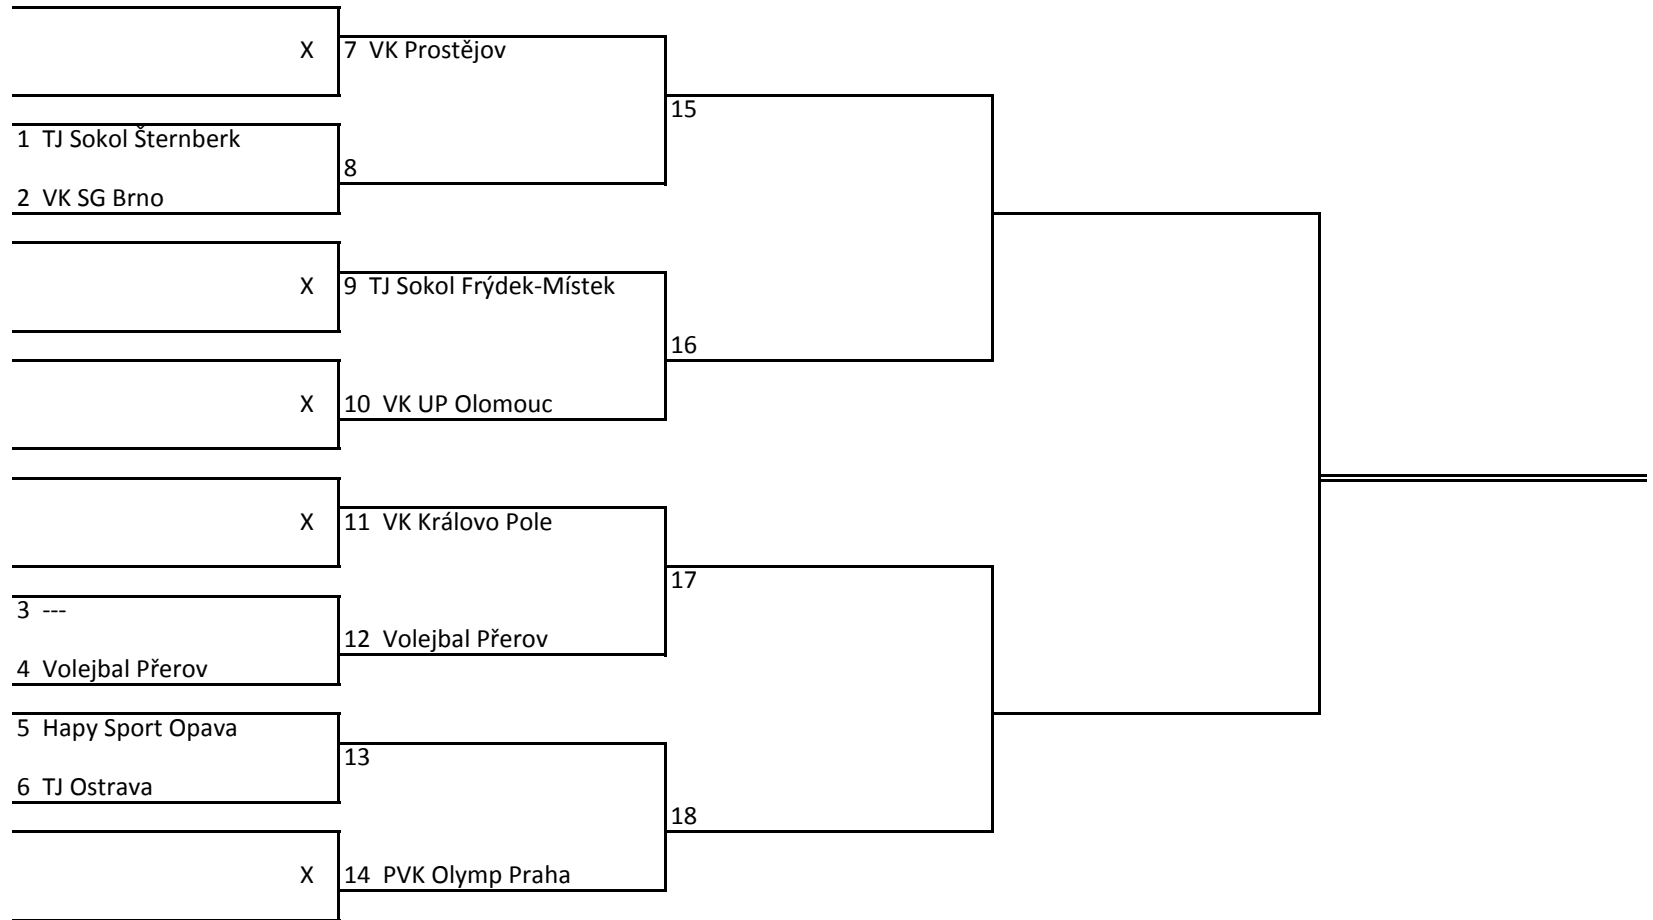 X
7 VK Prostějov
15
1 TJ Sokol Šternberk
8
2 VK SG Brno
X
9 TJ Sokol Frýdek-Místek
16
X
10 VK UP Olomouc
X
11 VK Královo Pole
17
3 ---
12 Volejbal Přerov
4 Volejbal Přerov
5 Hapy Sport Opava
13
6 TJ Ostrava
18
X
14 PVK Olymp Praha